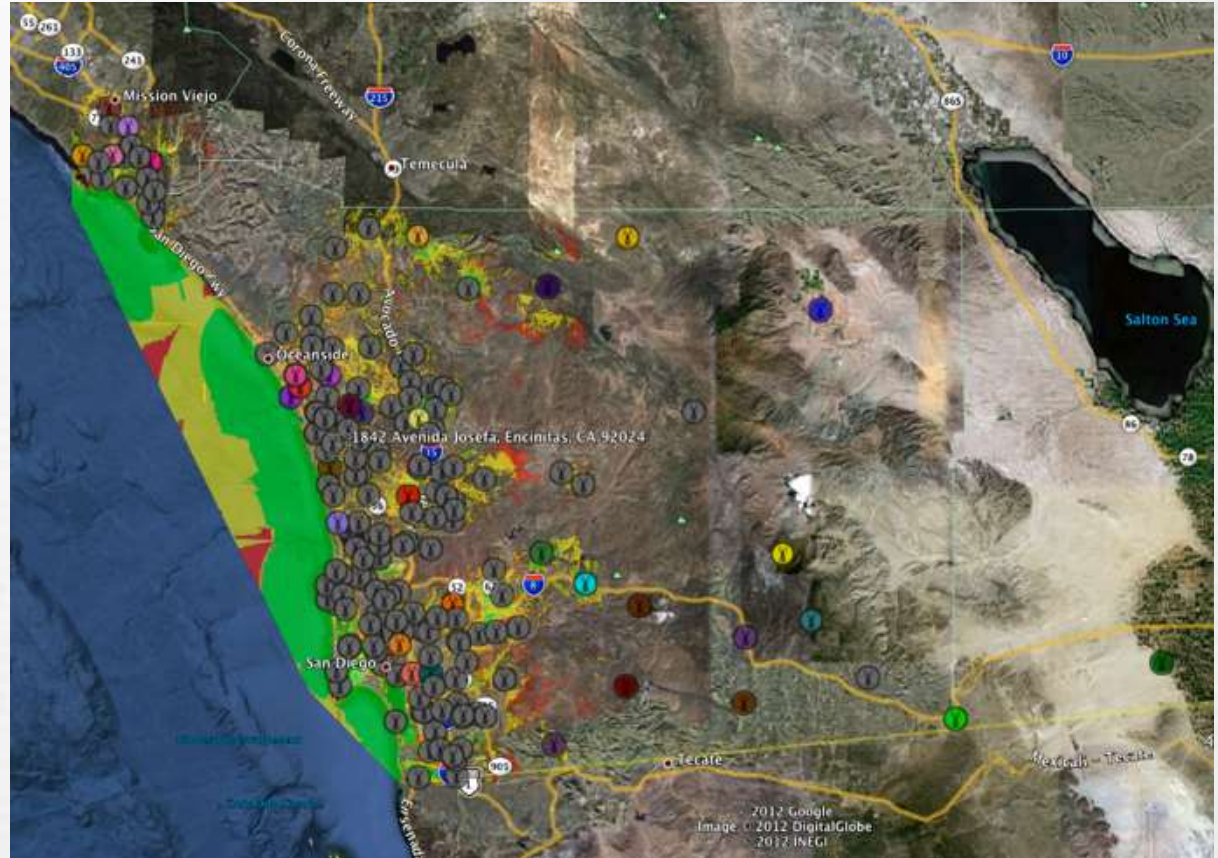 55
261
133
405
241
Mission Viejo
Corona Freeway
215
10
86S
Temecula
San Diego Fwy
Salton Sea
Oceanside
Avocado
1842 Avenida Josefa, Encinitas, CA 92024
15
86
78
52
8
San Diego
905
Tecate
Mexicali - Tecate
2012 Google
Image © 2012 DigitalGlobe
2012 INEGI